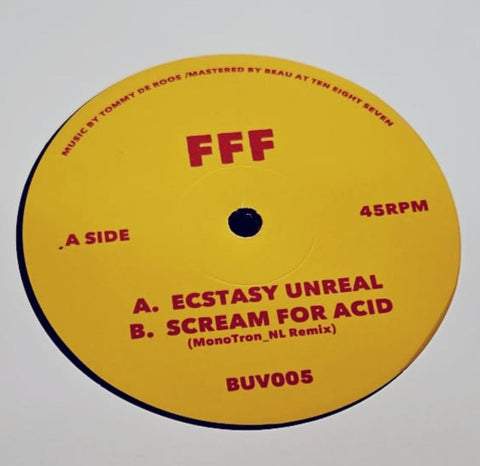 MUSIC BY TOMMY DE ROOS /MASTERED BY BEAU AT TEN EIGHT SEVEN
FFF
A SIDE
45RPM
A. ECSTASY UNREAL
B. SCREAM FOR ACID
(MonoTron_NL Remix)
BUV005